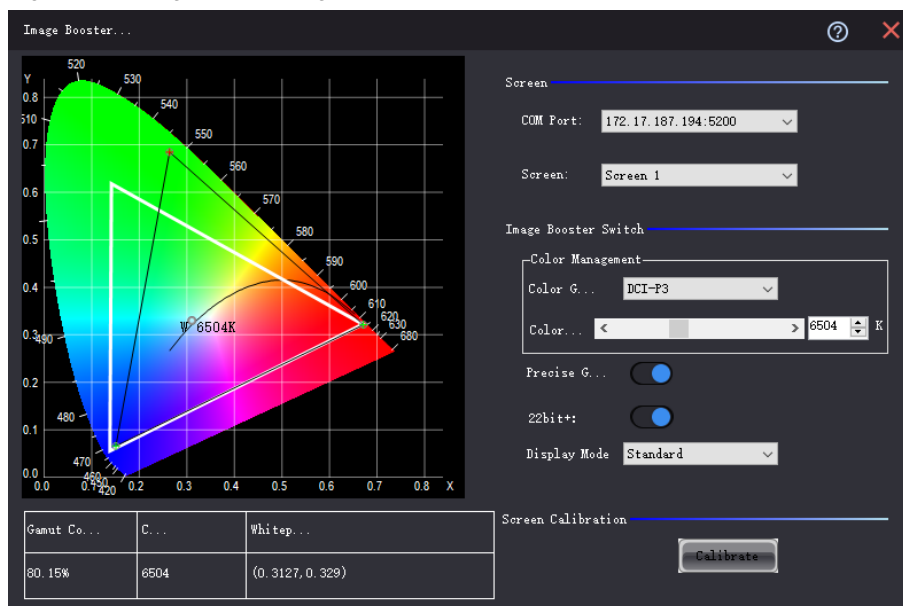 Image Booster...
Screen
COM Port: 172.17.187.194:5200
Screen: Screen 1
Image Booster Switch
Color Management
Color G... DCI-P3
Color... 6504 K
Precise G...
22bit+:
Display Mode Standard
Screen Calibration
Calibrate
Y
0.8
0.7
0.6
0.5
0.4
0.3
0.2
0.1
0.0
0.0 0.1 0.2 0.3 0.4 0.5 0.6 0.7 0.8 X
520
530
540
550
560
570
580
590
600
610
620
630
680
510
490
480
470
460
420
W 6504K
Gamut Co... C... Whitep...
80.15% 6504 (0.3127,0.329)